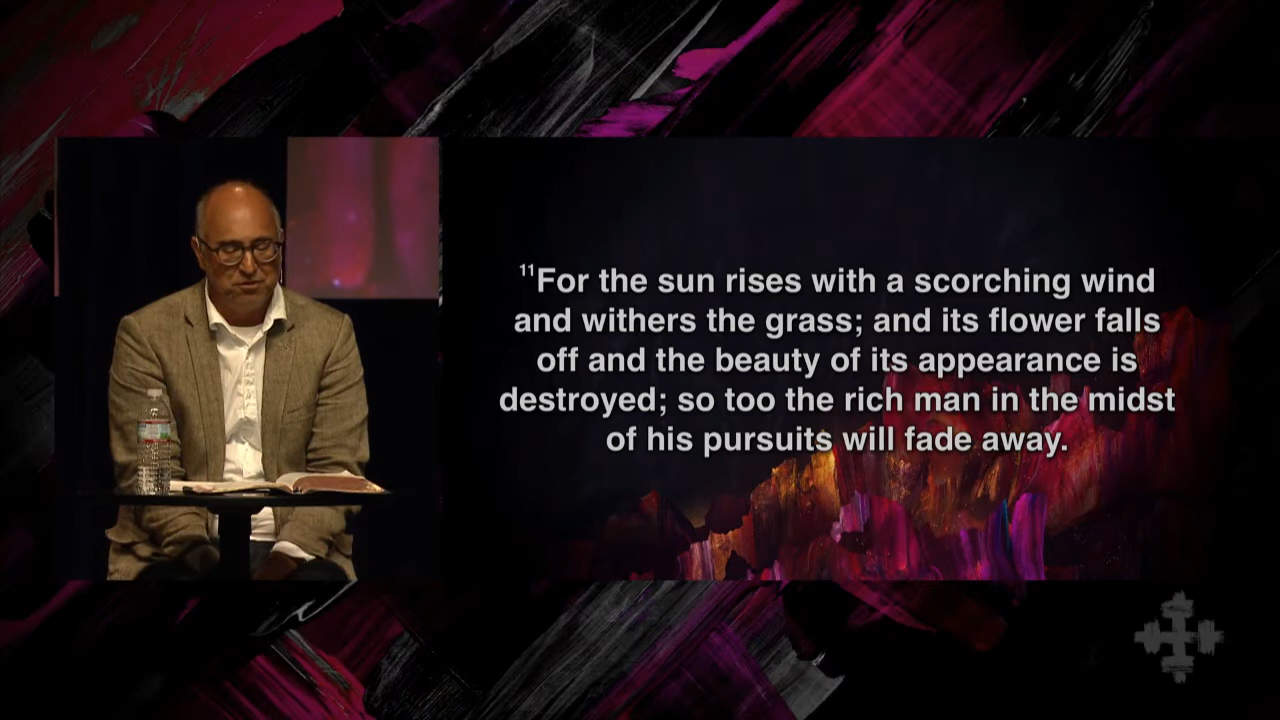 ¹¹For the sun rises with a scorching wind
and withers the grass; and its flower falls
off and the beauty of its appearance is
destroyed; so too the rich man in the midst
of his pursuits will fade away.